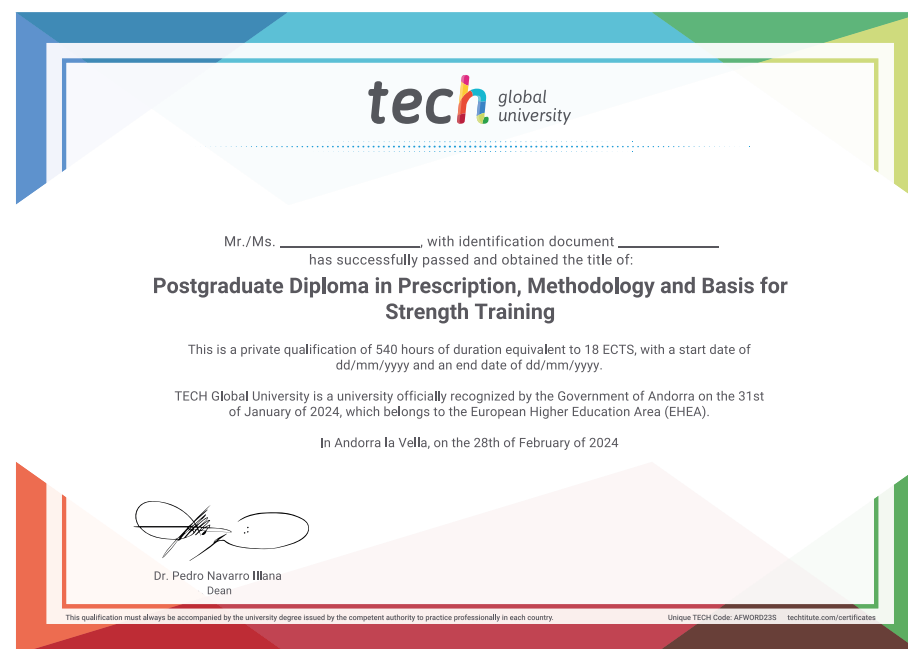 tech global university
Mr./Ms. ____________________, with identification document ______________
has successfully passed and obtained the title of:
Postgraduate Diploma in Prescription, Methodology and Basis for
Strength Training
This is a private qualification of 540 hours of duration equivalent to 18 ECTS, with a start date of
dd/mm/yyyy and an end date of dd/mm/yyyy.
TECH Global University is a university officially recognized by the Government of Andorra on the 31st
of January of 2024, which belongs to the European Higher Education Area (EHEA).
In Andorra la Vella, on the 28th of February of 2024
Dr. Pedro Navarro Illana
Dean
This qualification must always be accompanied by the university degree issued by the competent authority to practice professionally in each country.
Unique TECH Code: AFWORD23S techtitute.com/certificates